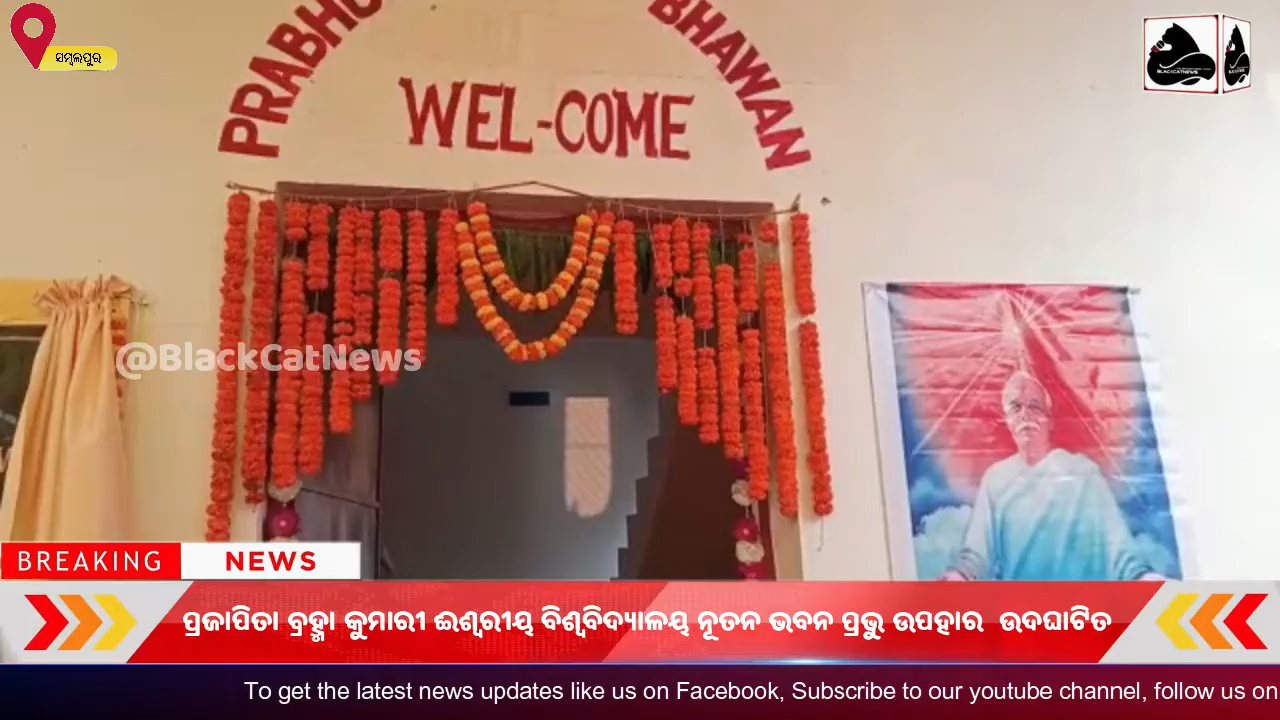 ସମ୍ବଲପୁର
PRABHU BHAWAN
WEL-COME
BLACKCATNEWS
@BlackCatNews
BREAKING NEWS
ପ୍ରଜାପିତା ବ୍ରହ୍ମା କୁମାରୀ ଈଶ୍ୱରୀୟ ବିଶ୍ୱବିଦ୍ୟାଳୟ ନୂତନ ଭବନ ପ୍ରଭୁ ଉପହାର ଉଦଘାଟିତ
To get the latest news updates like us on Facebook, Subscribe to our youtube channel, follow us on